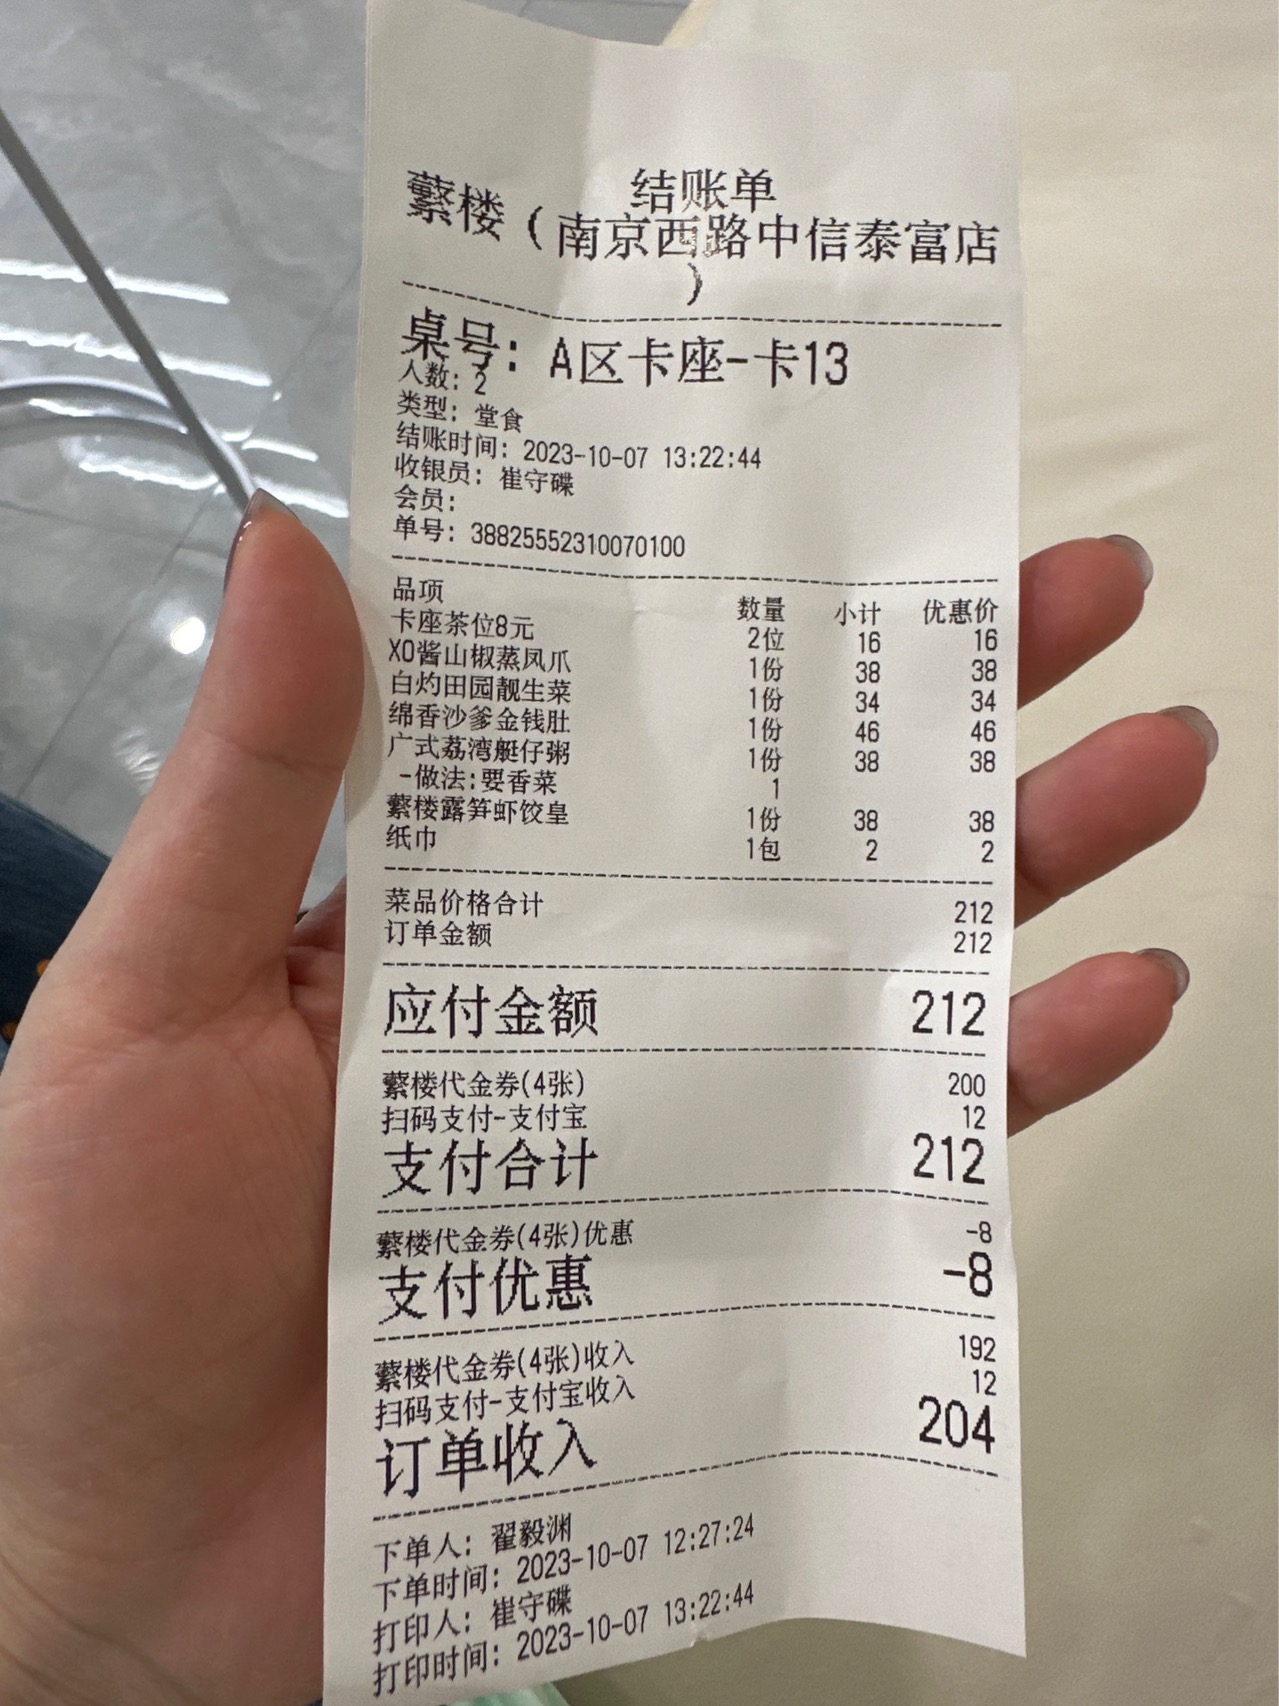 结账单
蘩楼（南京西路中信泰富店
）
桌号：A区卡座-卡13
人数：2
类型：堂食
结账时间：2023-10-07 13:22:44
收银员：崔守碟
会员：
单号：38825552310070100
品项 数量 小计 优惠价
卡座茶位8元 2位 16 16
XO酱山椒蒸凤爪 1份 38 38
白灼田园靓生菜 1份 34 34
绵香沙爹金钱肚 1份 46 46
广式荔湾艇仔粥 1份 38 38
-做法:要香菜 1
蘩楼露笋虾饺皇 1份 38 38
纸巾 1包 2 2
菜品价格合计 212
订单金额 212
应付金额 212
蘩楼代金券(4张) 200
扫码支付-支付宝 12
支付合计 212
蘩楼代金券(4张)优惠 -8
支付优惠 -8
蘩楼代金券(4张)收入 192
扫码支付-支付宝收入 12
订单收入 204
下单人：翟毅渊
下单时间：2023-10-07 12:27:24
打印人：崔守碟
打印时间：2023-10-07 13:22:44